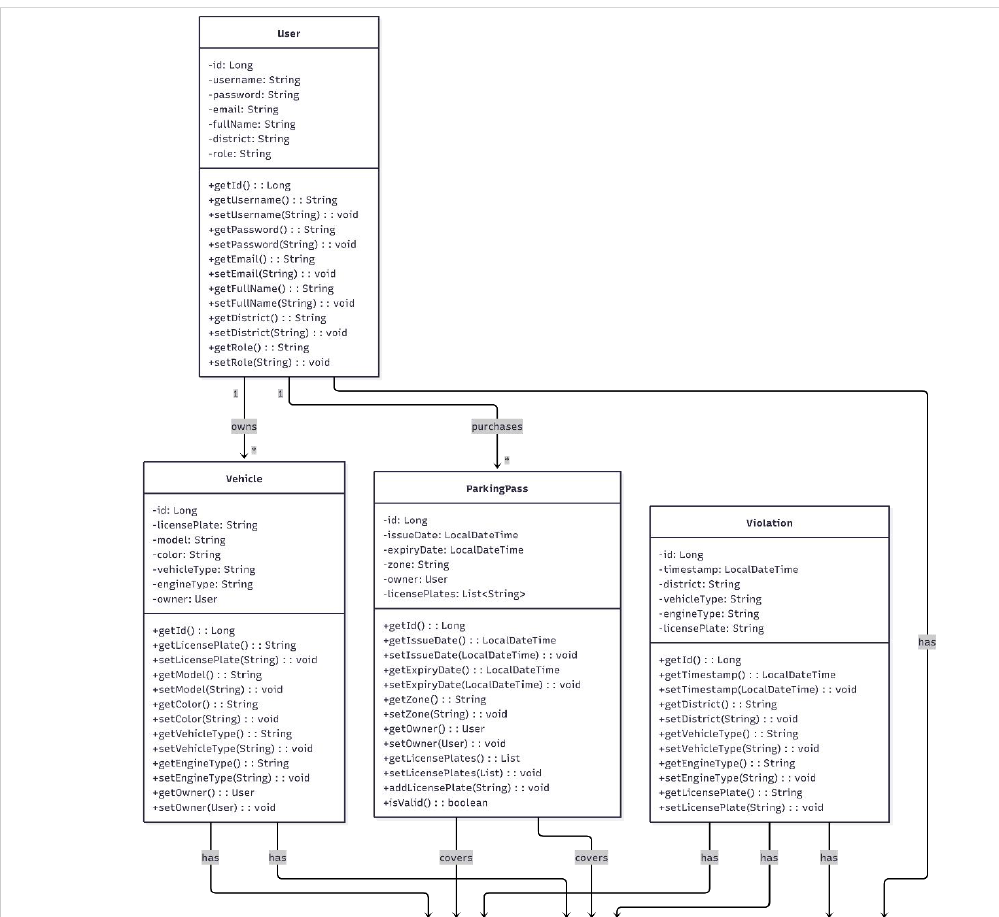 User
-id: Long
-username: String
-password: String
-email: String
-fullName: String
-district: String
-role: String
+getId() : : Long
+getUsername() : : String
+setUsername(String) : : void
+getPassword() : : String
+setPassword(String) : : void
+getEmail() : : String
+setEmail(String) : : void
+getFullName() : : String
+setFullName(String) : : void
+getDistrict() : : String
+setDistrict(String) : : void
+getRole() : : String
+setRole(String) : : void
1
1
owns
purchases
*
*
Vehicle
-id: Long
-licensePlate: String
-model: String
-color: String
-vehicleType: String
-engineType: String
-owner: User
+getId() : : Long
+getLicensePlate() : : String
+setLicensePlate(String) : : void
+getModel() : : String
+setModel(String) : : void
+getColor() : : String
+setColor(String) : : void
+getVehicleType() : : String
+setVehicleType(String) : : void
+getEngineType() : : String
+setEngineType(String) : : void
+getOwner() : : User
+setOwner(User) : : void
ParkingPass
-id: Long
-issueDate: LocalDateTime
-expiryDate: LocalDateTime
-zone: String
-owner: User
-licensePlates: List<String>
+getId() : : Long
+getIssueDate() : : LocalDateTime
+setIssueDate(LocalDateTime) : : void
+getExpiryDate() : : LocalDateTime
+setExpiryDate(LocalDateTime) : : void
+getZone() : : String
+setZone(String) : : void
+getOwner() : : User
+setOwner(User) : : void
+getLicensePlates() : : List
+setLicensePlates(List) : : void
+addLicensePlate(String) : : void
+isValid() : : boolean
Violation
-id: Long
-timestamp: LocalDateTime
-district: String
-vehicleType: String
-engineType: String
-licensePlate: String
+getId() : : Long
+getTimestamp() : : LocalDateTime
+setTimestamp(LocalDateTime) : : void
+getDistrict() : : String
+setDistrict(String) : : void
+getVehicleType() : : String
+setVehicleType(String) : : void
+getEngineType() : : String
+setEngineType(String) : : void
+getLicensePlate() : : String
+setLicensePlate(String) : : void
has
has
has
covers
covers
has
has
has